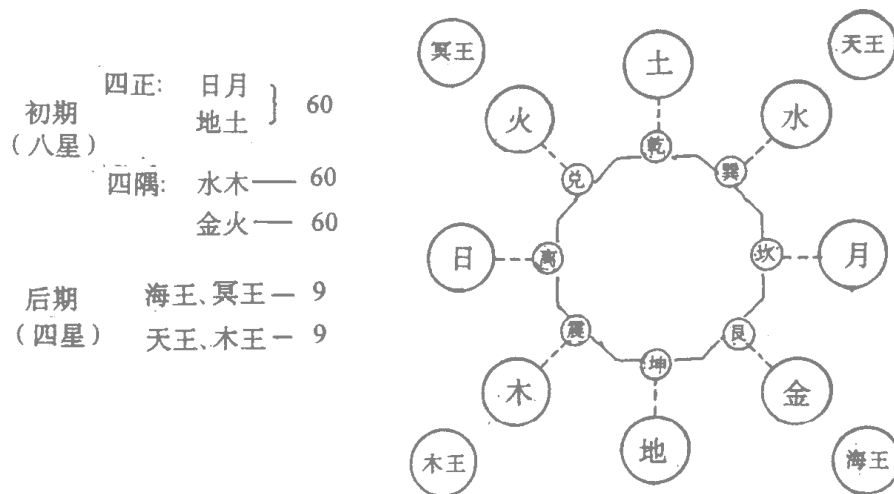 四正: 日月
地土
60
初期
（八星）
四隅: 水木— 60
金火— 60
后期
（四星）
海王、冥王— 9
天王、木王— 9
冥王
土
天王
火
水
乾
兑
巽
日
离
坎
月
震
坤
艮
木
金
地
木王
海王